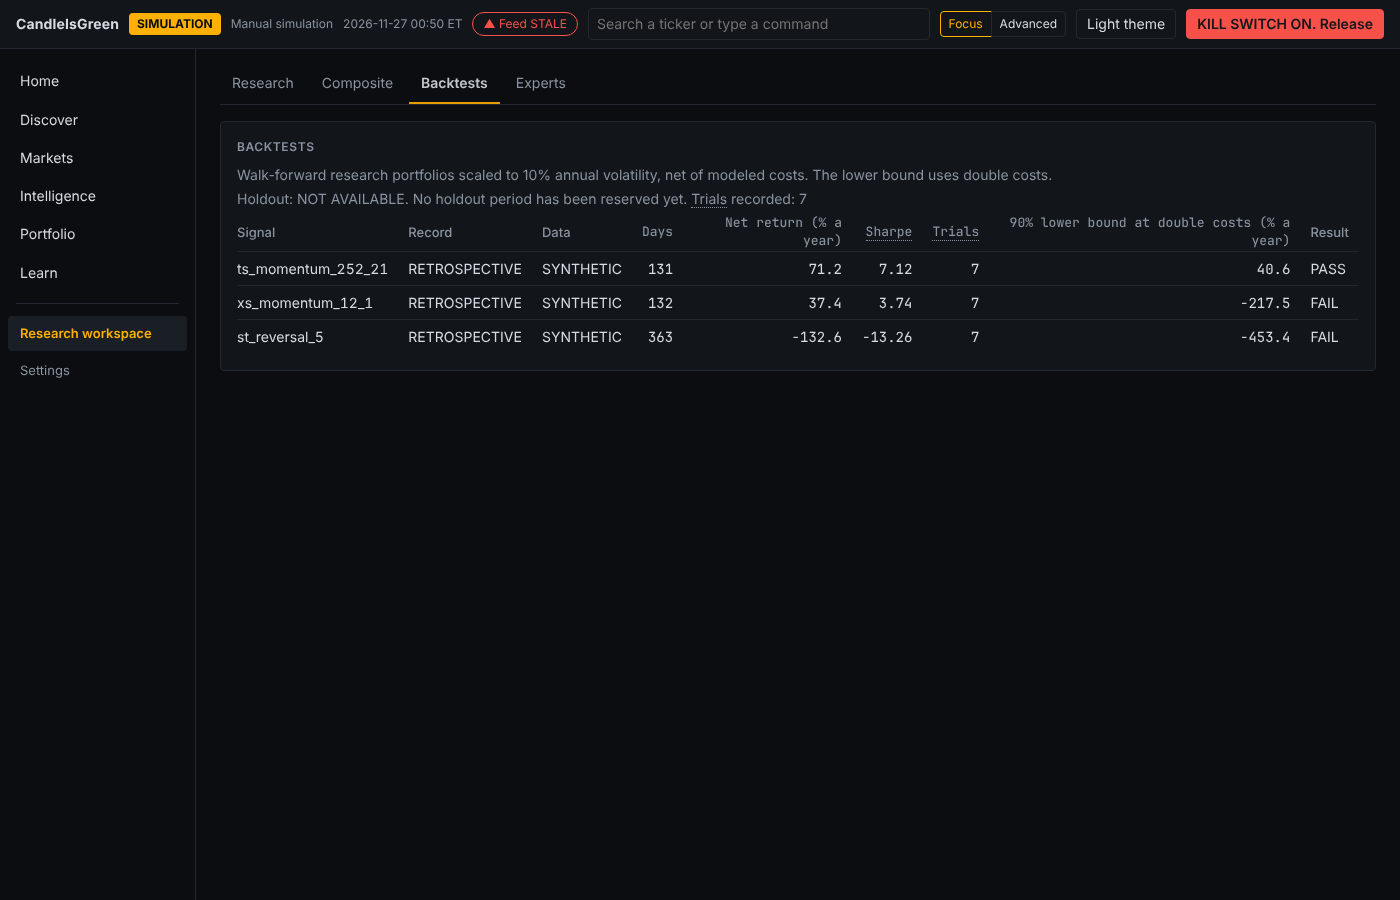 CandleIsGreen SIMULATION Manual simulation 2026-11-27 00:50 ET ▲ Feed STALE Search a ticker or type a command Focus Advanced Light theme KILL SWITCH ON. Release
Home
Discover
Markets
Intelligence
Portfolio
Learn
Research workspace
Settings
Research Composite Backtests Experts
BACKTESTS
Walk-forward research portfolios scaled to 10% annual volatility, net of modeled costs. The lower bound uses double costs.
Holdout: NOT AVAILABLE. No holdout period has been reserved yet. Trials recorded: 7
Signal Record Data Days Net return (% a year) Sharpe Trials 90% lower bound at double costs (% a year) Result
ts_momentum_252_21 RETROSPECTIVE SYNTHETIC 131 71.2 7.12 7 40.6 PASS
xs_momentum_12_1 RETROSPECTIVE SYNTHETIC 132 37.4 3.74 7 -217.5 FAIL
st_reversal_5 RETROSPECTIVE SYNTHETIC 363 -132.6 -13.26 7 -453.4 FAIL